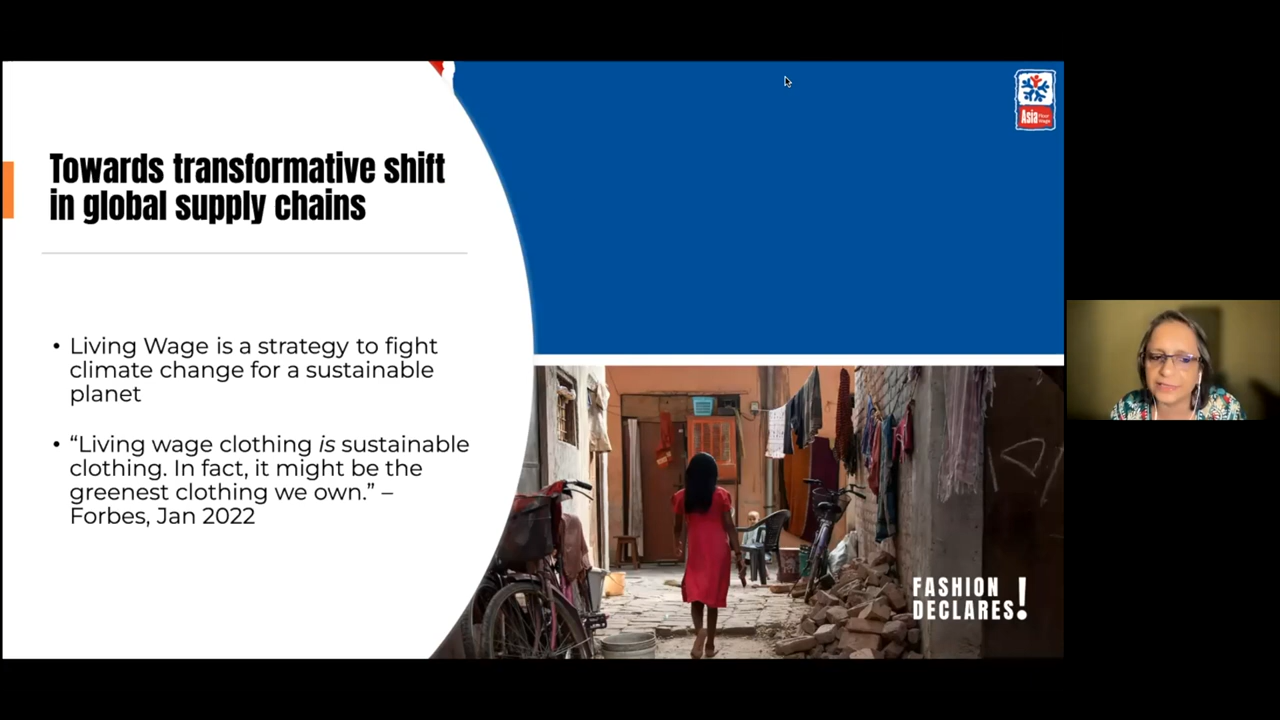 Towards transformative shift
in global supply chains
• Living Wage is a strategy to fight
climate change for a sustainable
planet
• “Living wage clothing is sustainable
clothing. In fact, it might be the
greenest clothing we own.” –
Forbes, Jan 2022
Asia Floor
Wage
FASHION
DECLARES!